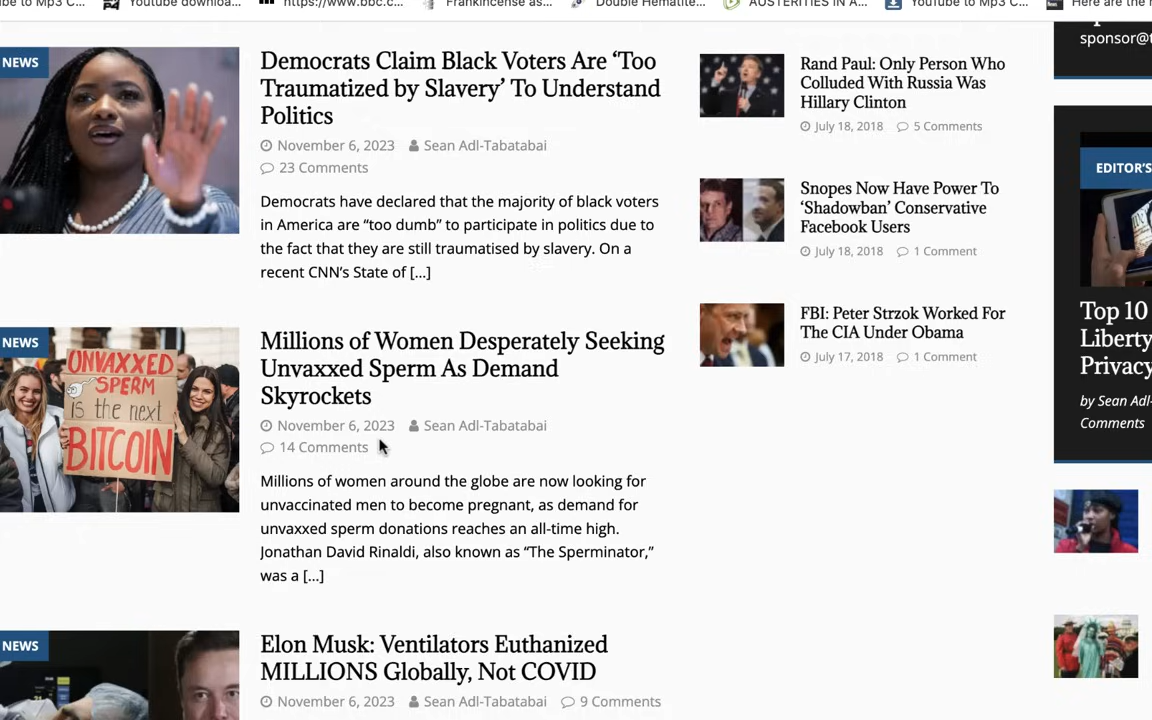 Youtube downloa...
https://www.bbc.c...
Frankincense as...
Double Hematite...
AUSTERITIES IN A...
YouTube to Mp3 C...
NEWS
Democrats Claim Black Voters Are ‘Too
Traumatized by Slavery’ To Understand
Politics
November 6, 2023 Sean Adl-Tabatabai
23 Comments
Democrats have declared that the majority of black voters
in America are “too dumb” to participate in politics due to
the fact that they are still traumatised by slavery. On a
recent CNN’s State of [...]
NEWS
UNVAXXED
SPERM
is the next
BITCOIN
Millions of Women Desperately Seeking
Unvaxxed Sperm As Demand
Skyrockets
November 6, 2023 Sean Adl-Tabatabai
14 Comments
Millions of women around the globe are now looking for
unvaccinated men to become pregnant, as demand for
unvaxxed sperm donations reaches an all-time high.
Jonathan David Rinaldi, also known as “The Sperminator,”
was a [...]
NEWS
Elon Musk: Ventilators Euthanized
MILLIONS Globally, Not COVID
November 6, 2023 Sean Adl-Tabatabai 9 Comments
Rand Paul: Only Person Who
Colluded With Russia Was
Hillary Clinton
July 18, 2018 5 Comments
Snopes Now Have Power To
‘Shadowban’ Conservative
Facebook Users
July 18, 2018 1 Comment
FBI: Peter Strzok Worked For
The CIA Under Obama
July 17, 2018 1 Comment
sponsor@t
EDITOR’S
Top 10
Liberty
Privacy
by Sean Adl-
Comments